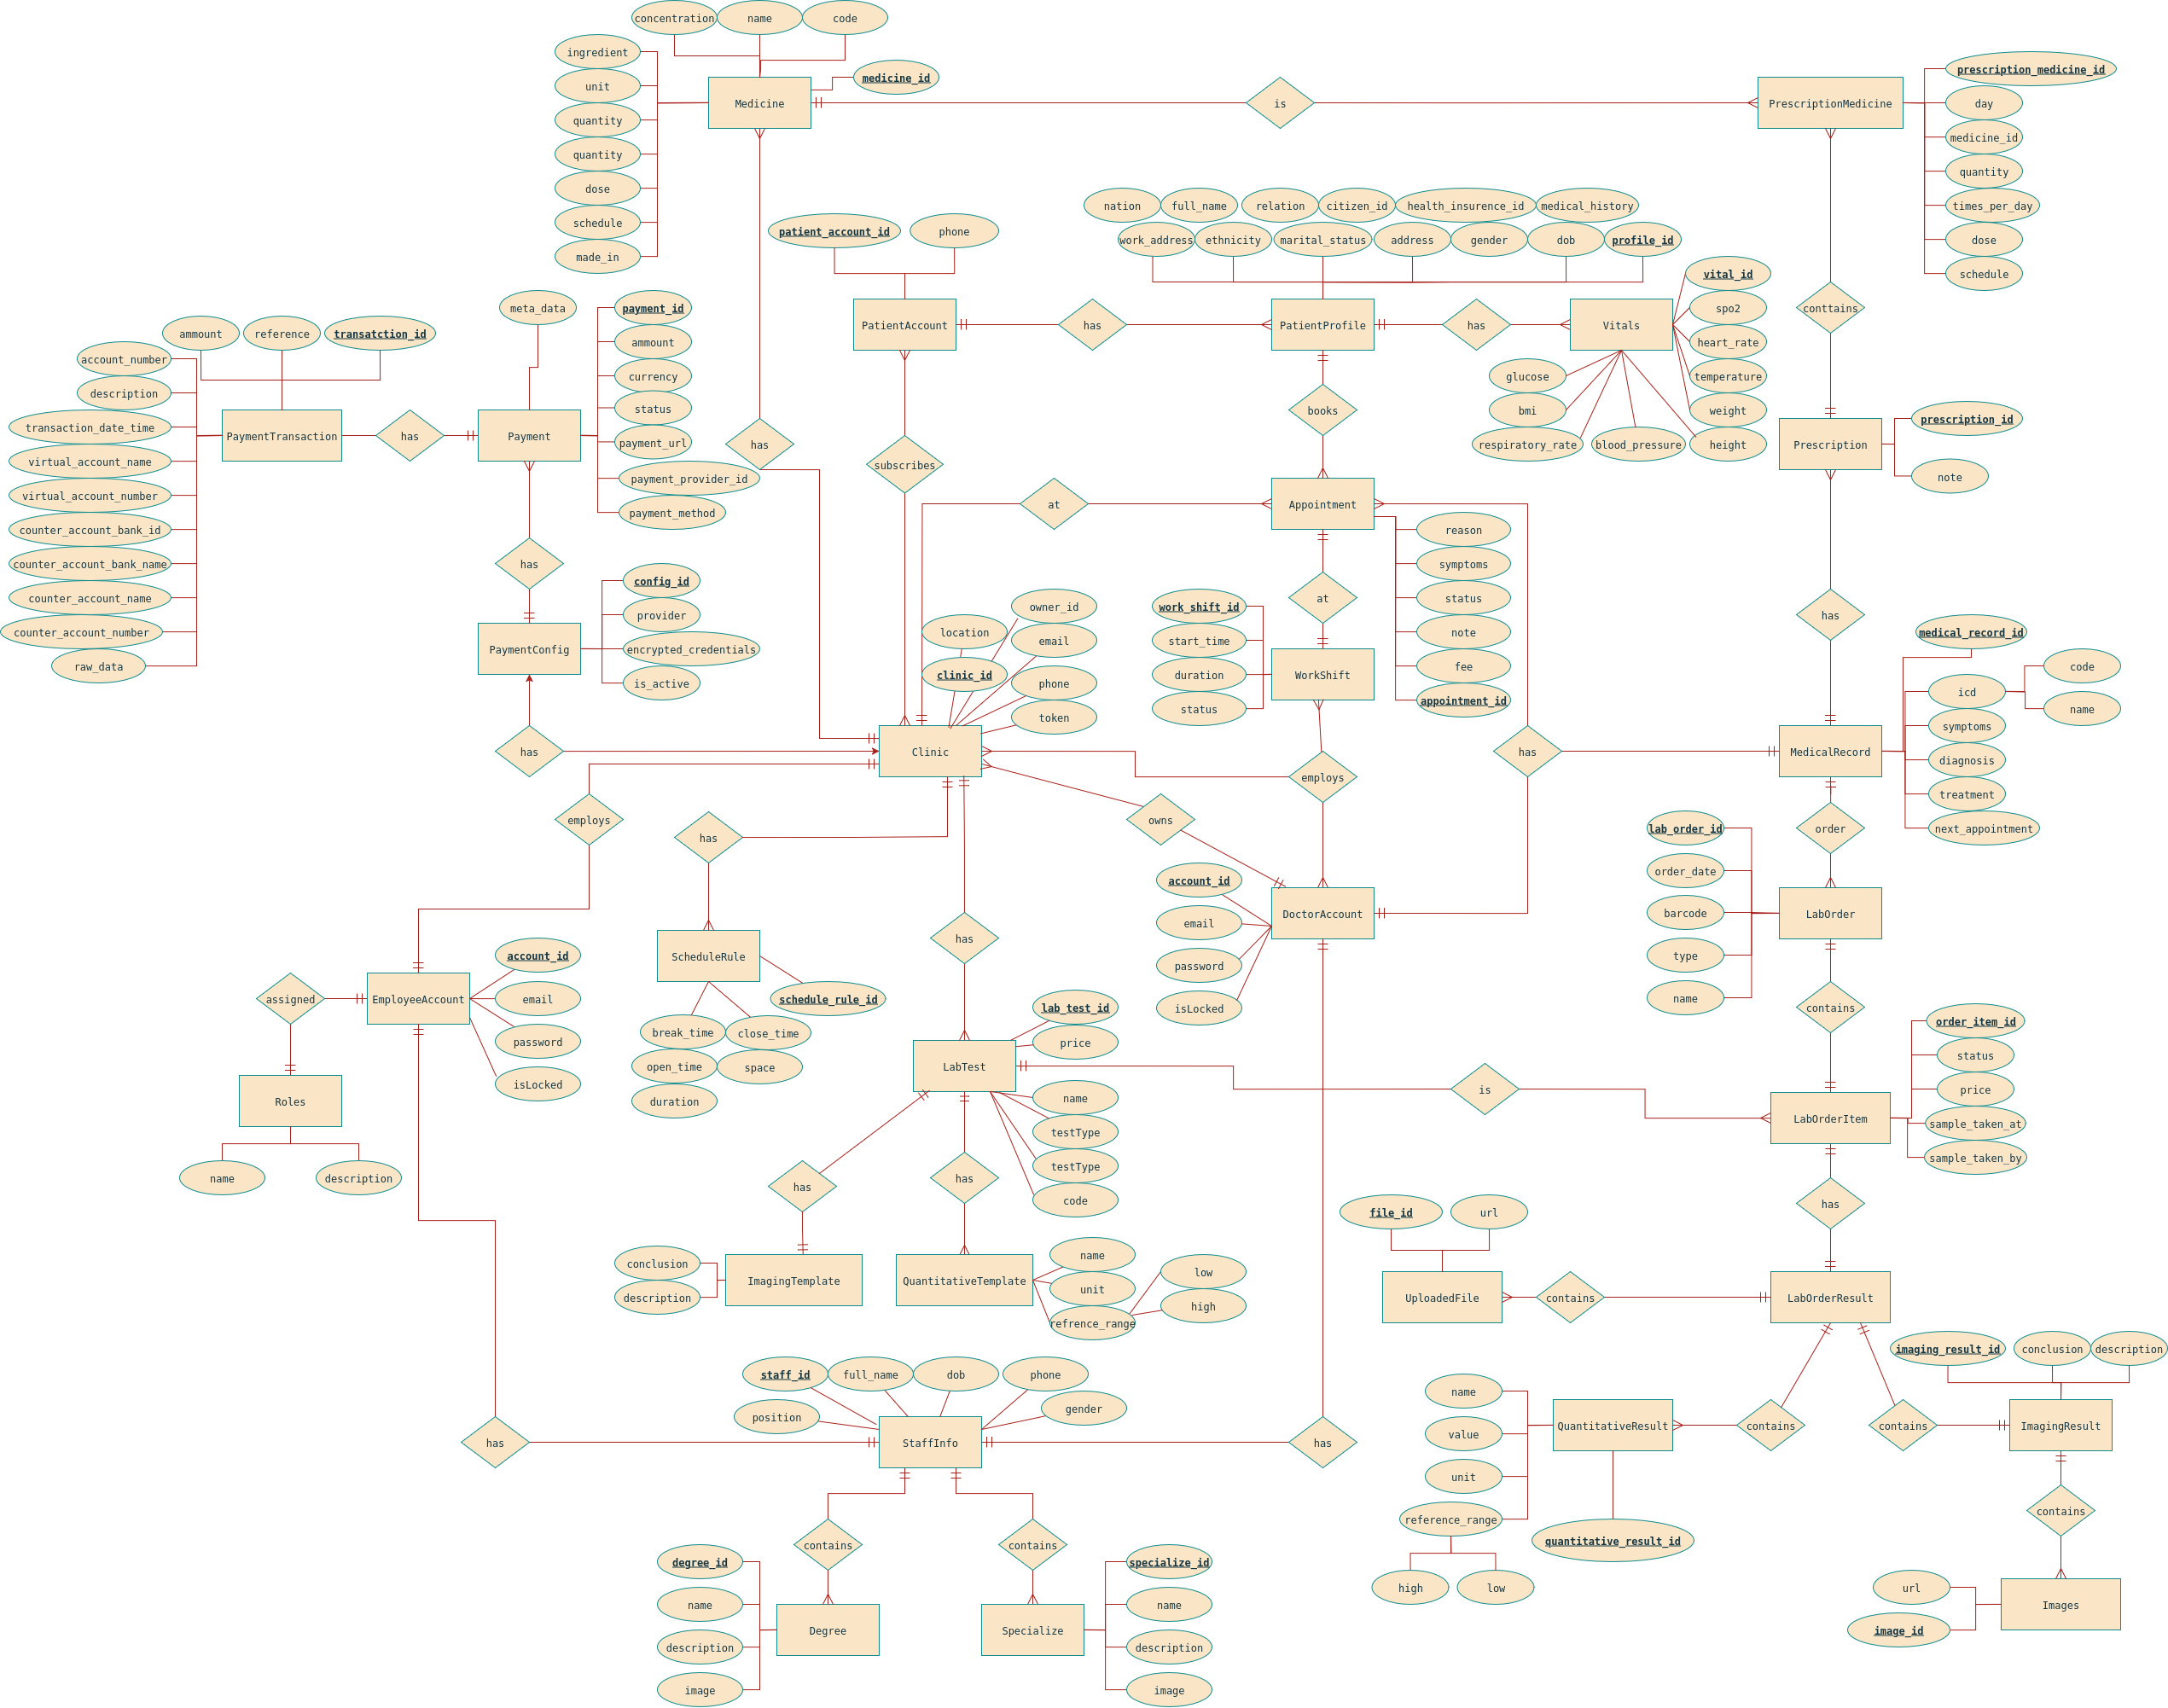 concentration
name
code
ingredient
unit
quantity
quantity
dose
schedule
made_in
medicine_id
Medicine
is
PrescriptionMedicine
prescription_medicine_id
day
medicine_id
quantity
times_per_day
dose
schedule
nation
full_name
relation
citizen_id
health_insurence_id
medical_history
work_address
ethnicity
marital_status
address
gender
dob
profile_id
patient_account_id
phone
PatientAccount
has
PatientProfile
has
Vitals
vital_id
spo2
heart_rate
temperature
weight
height
glucose
bmi
respiratory_rate
blood_pressure
conttains
Prescription
prescription_id
note
ammount
reference
transatction_id
account_number
description
transaction_date_time
virtual_account_name
virtual_account_number
counter_account_bank_id
counter_account_bank_name
counter_account_name
counter_account_number
raw_data
PaymentTransaction
has
meta_data
Payment
payment_id
ammount
currency
status
payment_url
payment_provider_id
payment_method
has
subscribes
books
at
Appointment
reason
symptoms
status
note
fee
appointment_id
has
config_id
provider
encrypted_credentials
is_active
PaymentConfig
has
location
clinic_id
owner_id
email
phone
token
Clinic
at
work_shift_id
start_time
duration
status
WorkShift
employs
has
has
medical_record_id
MedicalRecord
icd
code
name
symptoms
diagnosis
treatment
next_appointment
employs
has
owns
order
lab_order_id
order_date
barcode
type
name
LabOrder
account_id
email
password
isLocked
DoctorAccount
ScheduleRule
schedule_rule_id
break_time
close_time
open_time
space
duration
has
assigned
EmployeeAccount
account_id
email
password
isLocked
Roles
name
description
lab_test_id
price
LabTest
name
testType
testType
code
is
contains
order_item_id
status
price
sample_taken_at
sample_taken_by
LabOrderItem
has
has
has
conclusion
description
ImagingTemplate
QuantitativeTemplate
name
unit
refrence_range
low
high
file_id
url
UploadedFile
contains
LabOrderResult
staff_id
full_name
dob
phone
gender
position
StaffInfo
has
has
name
value
unit
reference_range
high
low
QuantitativeResult
quantitative_result_id
contains
contains
imaging_result_id
conclusion
description
ImagingResult
contains
url
image_id
Images
contains
contains
degree_id
name
description
image
Degree
Specialize
specialize_id
name
description
image